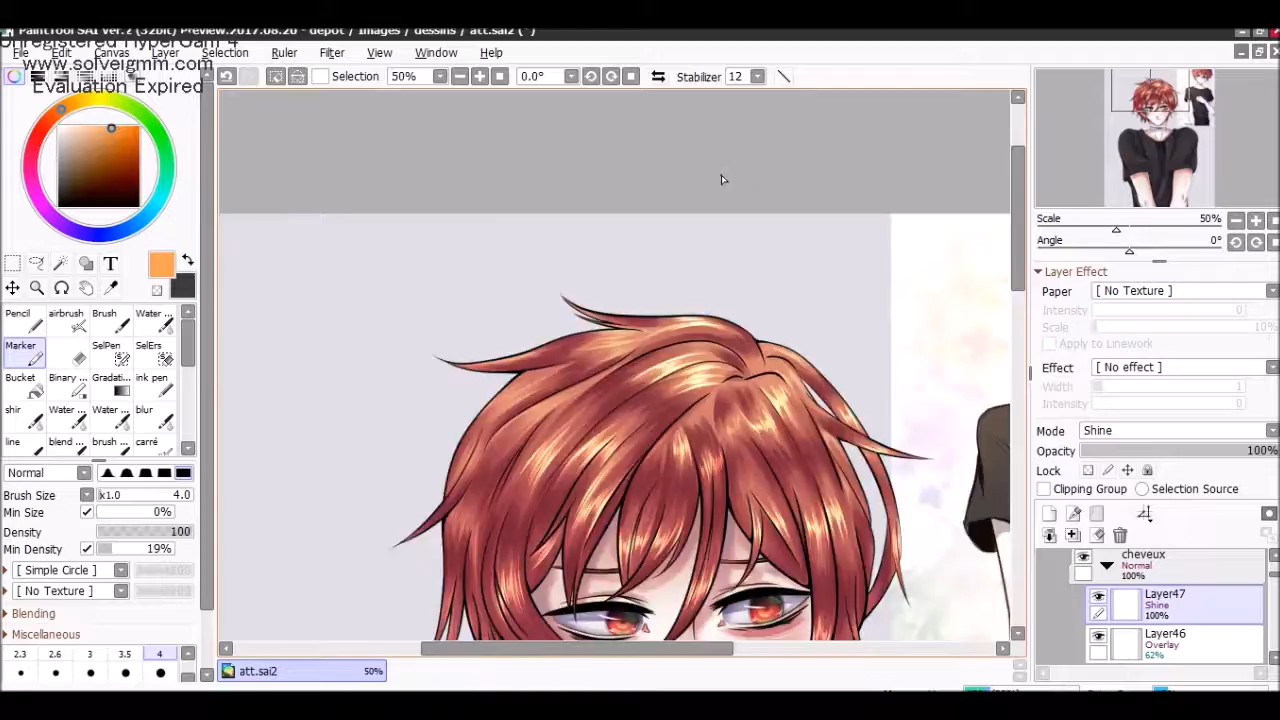 PaintTool SAI Ver.2 (32bit) Preview.2017.08.20 - depot / Images / dessins / att.sai2 (*)
Unregistered HyperCam 4
www.solveigmm.com
Evaluation Expired
File Edit Canvas Layer Selection Ruler Filter View Window Help
Selection 50% 0.0° Stabilizer 12
Scale 50%
Angle 0°
Layer Effect
Paper [ No Texture ]
Intensity 0
Scale 10%
Apply to Linework
Effect [ No effect ]
Width 1
Intensity 0
Mode Shine
Opacity 100%
Lock
Clipping Group Selection Source
cheveux
Normal
100%
Layer47
Shine
100%
Layer46
Overlay
62%
T
Pencil airbrush Brush Water ...
Marker SelPen SelErs
Bucket Binary ... Gradati... ink pen
shir Water ... Water ... blur
line blend ... brush ... carré
Normal
Brush Size x1.0 4.0
Min Size 0%
Density 100
Min Density 19%
[ Simple Circle ]
[ No Texture ]
Blending
Miscellaneous
2.3 2.6 3 3.5 4
att.sai2 50%